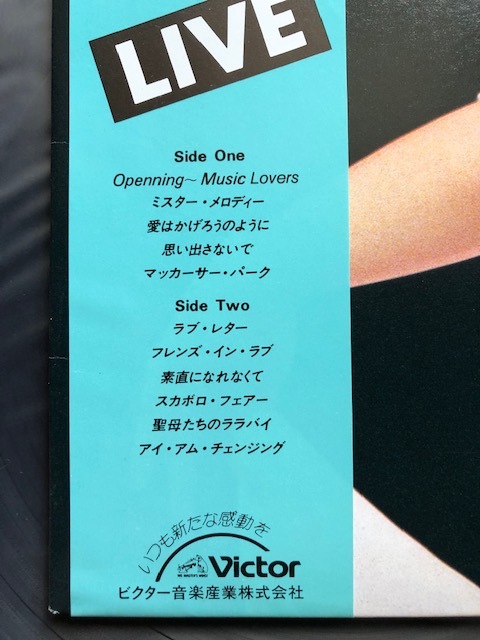 LIVE
Side One
Openning~ Music Lovers
ミスター・メロディー
愛はかげろうのように
思い出さないで
マッカーサー・パーク
Side Two
ラブ・レター
フレンズ・イン・ラブ
素直になれなくて
スカボロ・フェアー
聖母たちのララバイ
アイ・アム・チェンジング
いつも新たな感動を
Victor
ビクター音楽産業株式会社